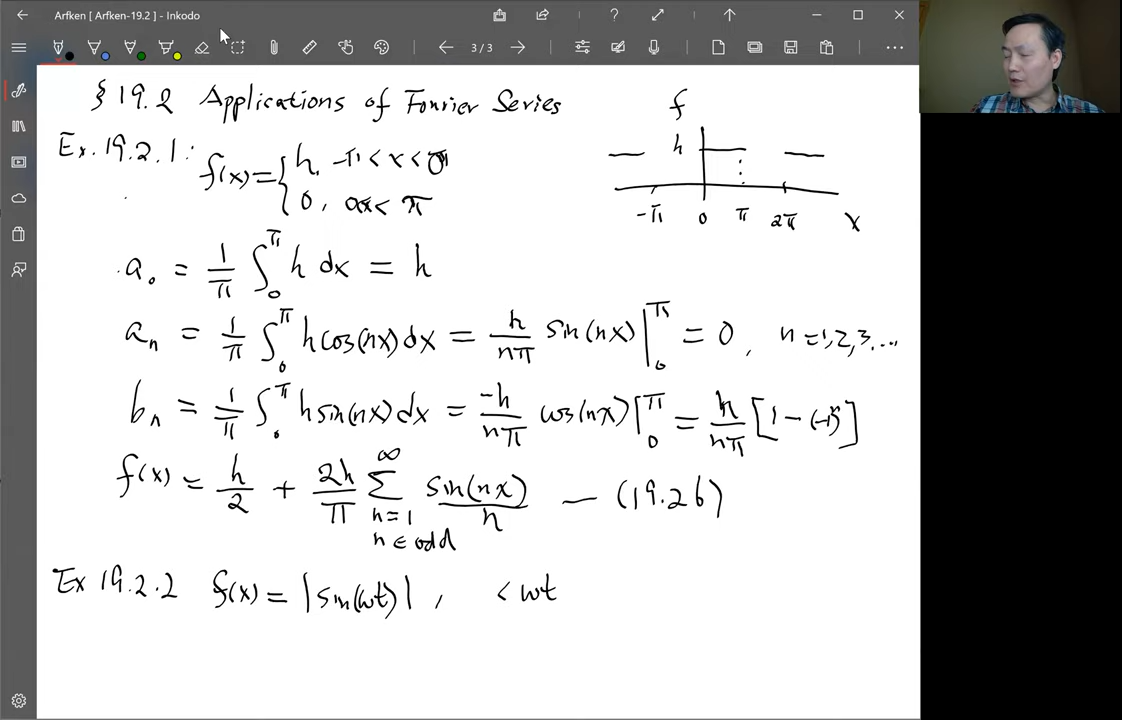 Arfken [ Arfken-19.2 ] - Inkodo
3 / 3
§ 19.2 Applications of Fourier Series
Ex. 19.2.1: f(x) = { h, -π < x < 0
0, 0<x< π
f
h
-π 0 π 2π x
a₀ = 1/π ∫₀^π h dx = h
aₙ = 1/π ∫₀^π h cos(nx) dx = h/nπ sin(nx) |₀^π = 0, n = 1,2,3,...
bₙ = 1/π ∫₀^π h sin(nx) dx = -h/nπ cos(nx) |₀^π = h/nπ [1 - (-1)ⁿ]
f(x) = h/2 + 2h/π ∑_{n=1}^∞ sin(nx)/n — (19.26)
n ∈ odd
Ex 19.2.2 f(x) = |sin(ωt)|, < ωt